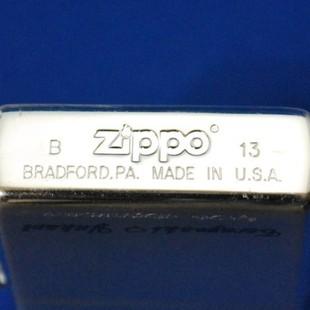 B zippo® 13
BRADFORD, PA. MADE IN U.S.A.